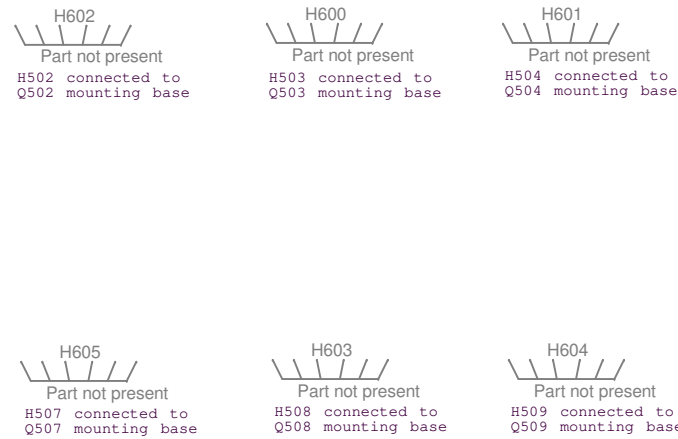 H602
Part not present
H502 connected to
Q502 mounting base
H600
Part not present
H503 connected to
Q503 mounting base
H601
Part not present
H504 connected to
Q504 mounting base
H605
Part not present
H507 connected to
Q507 mounting base
H603
Part not present
H508 connected to
Q508 mounting base
H604
Part not present
H509 connected to
Q509 mounting base